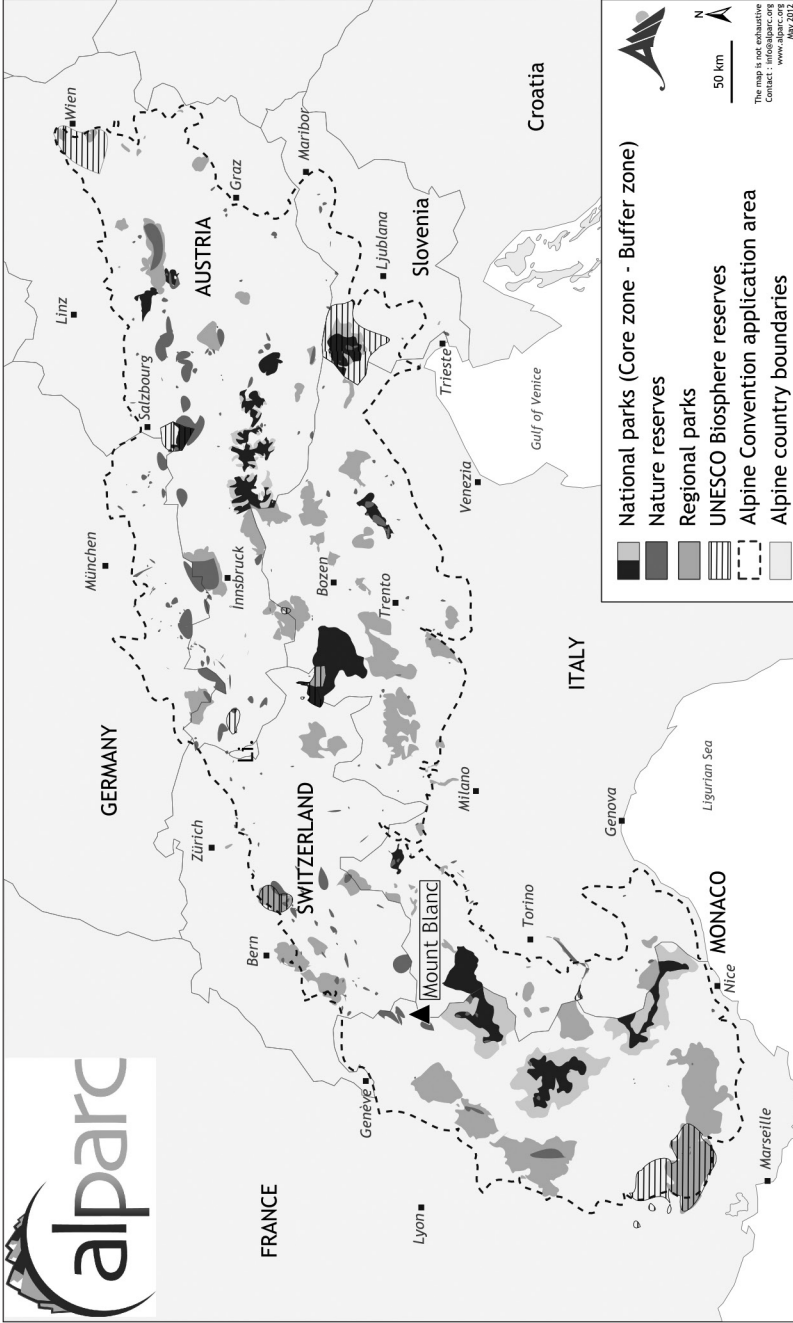 alparc
FRANCE
GERMANY
SWITZERLAND
Li.
AUSTRIA
ITALY
MONACO
Slovenia
Croatia
Lyon
Genève
Bern
Zürich
München
Innsbruck
Salzbourg
Linz
Wien
Graz
Maribor
Ljublana
Trieste
Bozen
Trento
Venezia
Gulf of Venice
Milano
Mount Blanc
Torino
Genova
Ligurian Sea
Nice
Marseille
National parks (Core zone - Buffer zone)
Nature reserves
Regional parks
UNESCO Biosphere reserves
Alpine Convention application area
Alpine country boundaries
N
50 km
The map is not exhaustive
Contact : info@alparc.org
www.alparc.org
May 2012